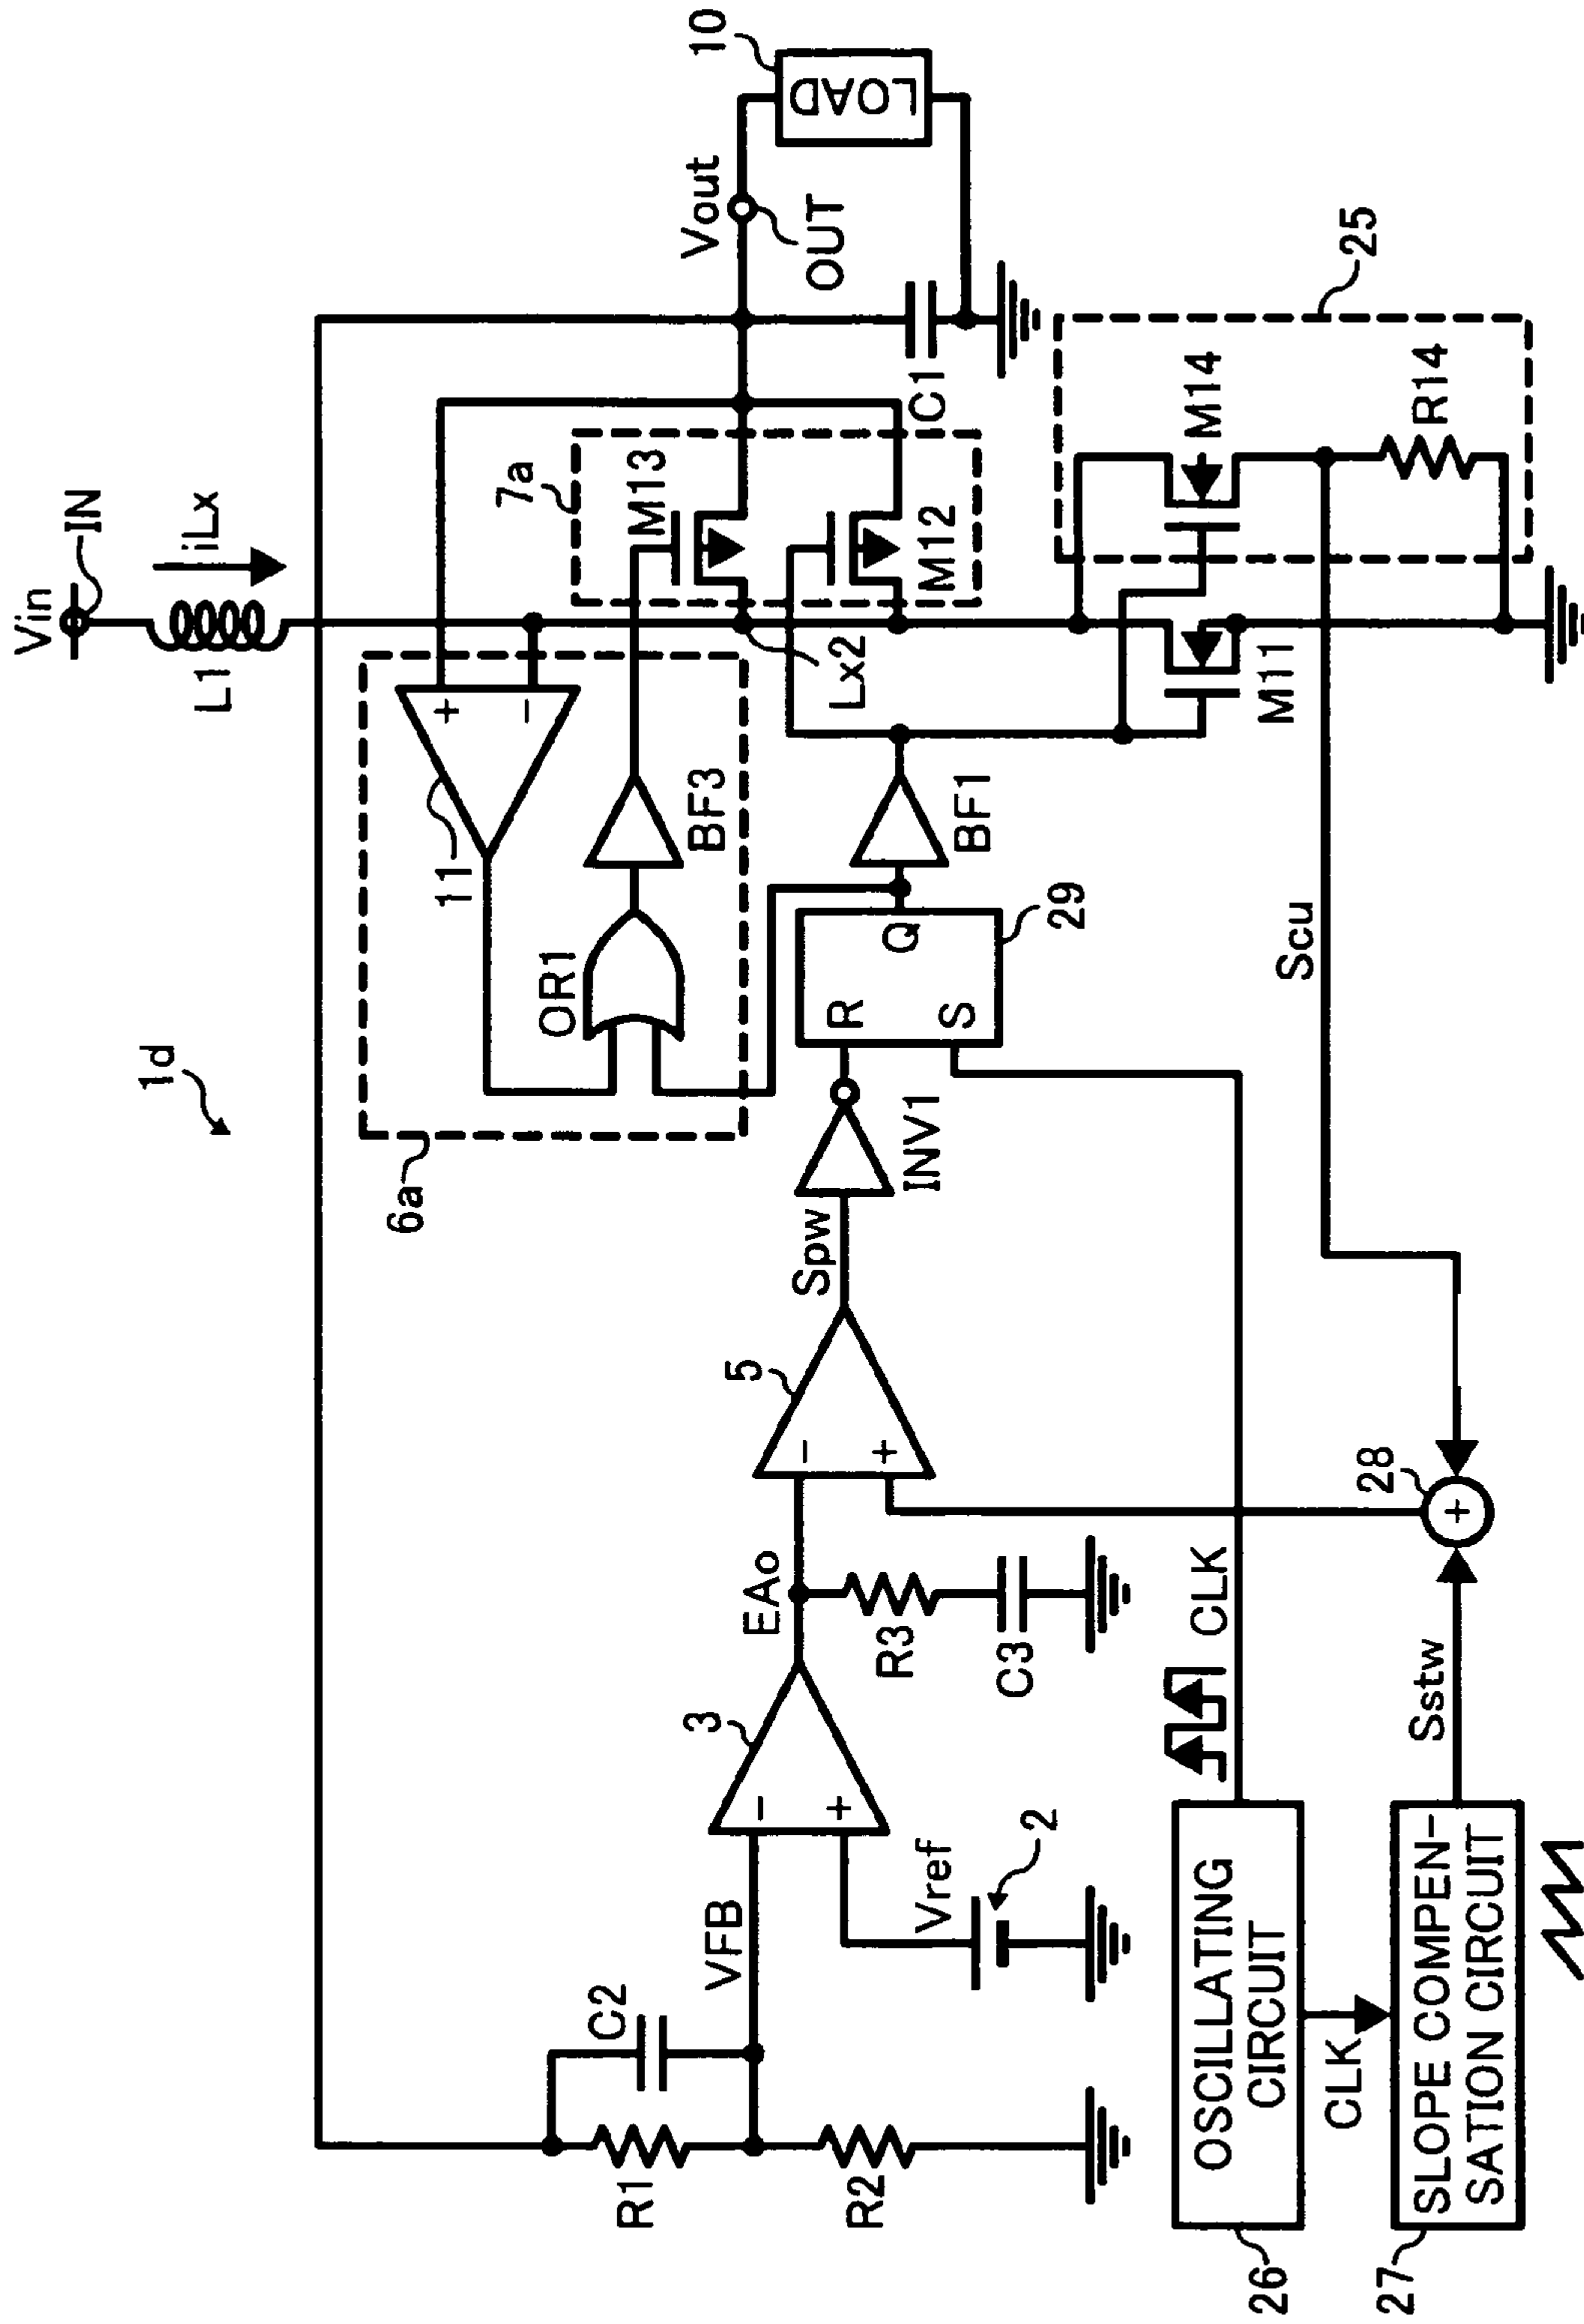 1d
Vin
IN
L1
iLx
6a
11
+
−
OR1
BF3
7a
M13
M12
Lx2
Vout
OUT
10
LOAD
C1
R1
C2
R2
VFB
Vref
2
3
−
+
EAo
R3
C3
5
−
+
Spw
INV1
R
S
Q
29
BF1
M11
M14
R14
25
OSCILLATING
CIRCUIT
26
CLK
CLK
SLOPE COMPEN-
SATION CIRCUIT
27
Sstw
28
+
Scu